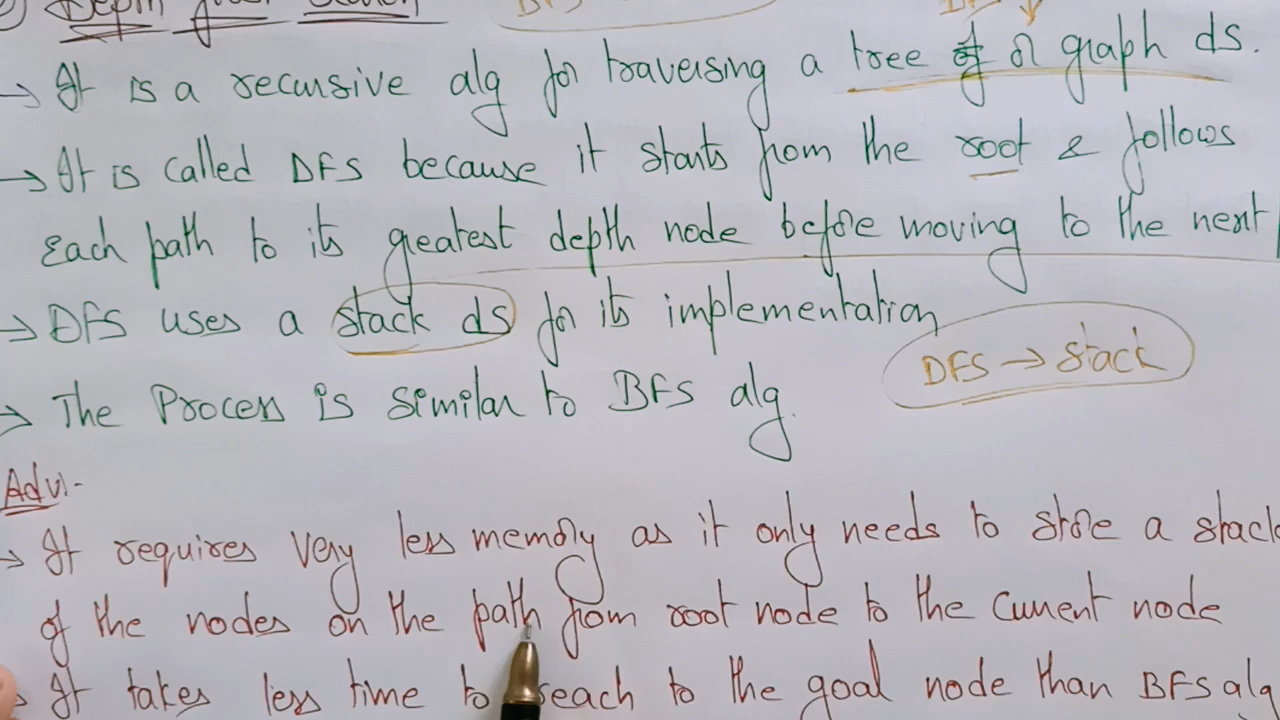 Depth first Search
→ It is a recursive alg for traversing a tree or graph ds.
→ It is called DFS because it starts from the root & follows
Each path to its greatest depth node before moving to the next
→ DFS uses a stack ds for its implementation
DFS → stack
→ The Process is similar to BFS alg.
Adv:-
→ It requires very less memory as it only needs to store a stack
of the nodes on the path from root node to the current node
→ It takes less time to reach to the goal node than BFS alg